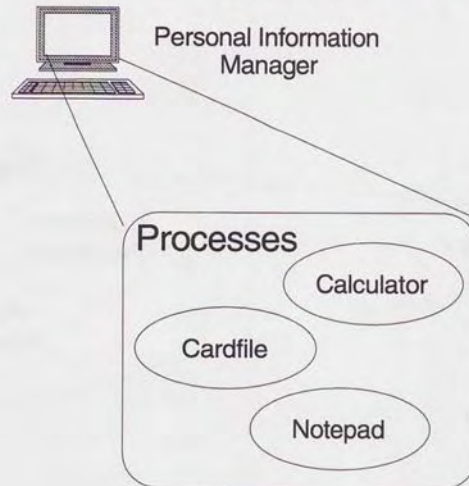 Personal Information
Manager
Processes
Calculator
Cardfile
Notepad